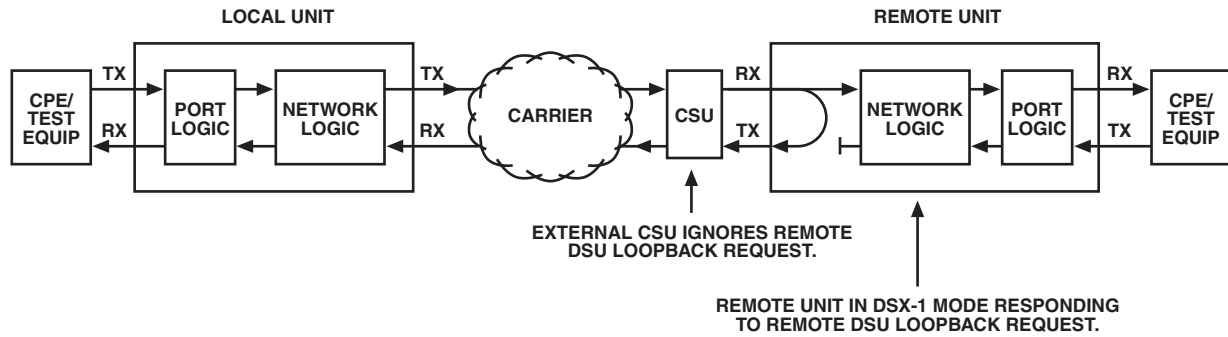 LOCAL UNIT
REMOTE UNIT
CPE/
TEST
EQUIP
TX
RX
PORT
LOGIC
NETWORK
LOGIC
TX
RX
CARRIER
CSU
RX
TX
NETWORK
LOGIC
PORT
LOGIC
RX
TX
CPE/
TEST
EQUIP
EXTERNAL CSU IGNORES REMOTE
DSU LOOPBACK REQUEST.
REMOTE UNIT IN DSX-1 MODE RESPONDING
TO REMOTE DSU LOOPBACK REQUEST.